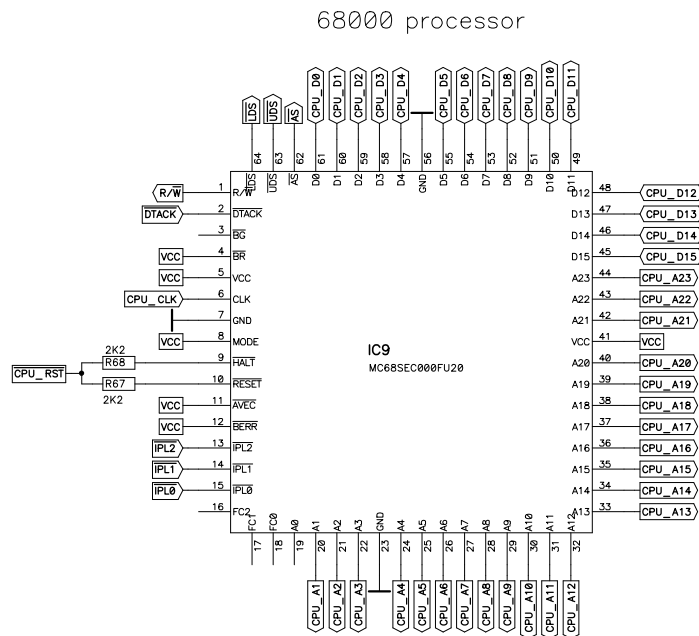 68000 processor
LDS UDS AS CPU_D0 CPU_D1 CPU_D2 CPU_D3 CPU_D4 CPU_D5 CPU_D6 CPU_D7 CPU_D8 CPU_D9 CPU_D10 CPU_D11
64 63 62 61 60 59 58 57 56 55 54 53 52 51 50 49
LDS UDS AS D0 D1 D2 D3 D4 GND D5 D6 D7 D8 D9 D10 D11
R/W 1 R/W D12 48 CPU_D12
DTACK 2 DTACK D13 47 CPU_D13
3 BG D14 46 CPU_D14
VCC 4 BR D15 45 CPU_D15
VCC 5 VCC A23 44 CPU_A23
CPU_CLK 6 CLK A22 43 CPU_A22
7 GND A21 42 CPU_A21
VCC 8 MODE VCC 41 VCC
IC9
MC68SEC000FU20
2K2
R68 9 HALT A20 40 CPU_A20
CPU_RST
R67 10 RESET A19 39 CPU_A19
2K2
VCC 11 AVEC A18 38 CPU_A18
VCC 12 BERR A17 37 CPU_A17
IPL2 13 IPL2 A16 36 CPU_A16
IPL1 14 IPL1 A15 35 CPU_A15
IPL0 15 IPL0 A14 34 CPU_A14
16 FC2 A13 33 CPU_A13
FC1 FC0 A0 A1 A2 A3 GND A4 A5 A6 A7 A8 A9 A10 A11 A12
17 18 19 20 21 22 23 24 25 26 27 28 29 30 31 32
CPU_A1 CPU_A2 CPU_A3 CPU_A4 CPU_A5 CPU_A6 CPU_A7 CPU_A8 CPU_A9 CPU_A10 CPU_A11 CPU_A12